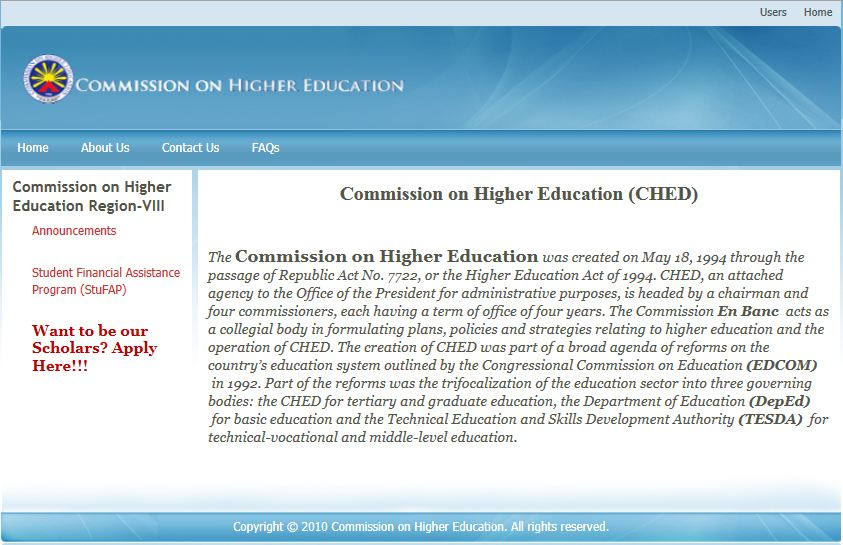 Users Home
COMMISSION ON HIGHER EDUCATION
Home About Us Contact Us FAQs
Commission on Higher
Education Region-VIII
Announcements
Student Financial Assistance
Program (StuFAP)
Want to be our
Scholars? Apply
Here!!!
Commission on Higher Education (CHED)
The Commission on Higher Education was created on May 18, 1994 through the
passage of Republic Act No. 7722, or the Higher Education Act of 1994. CHED, an attached
agency to the Office of the President for administrative purposes, is headed by a chairman and
four commissioners, each having a term of office of four years. The Commission En Banc acts as
a collegial body in formulating plans, policies and strategies relating to higher education and the
operation of CHED. The creation of CHED was part of a broad agenda of reforms on the
country's education system outlined by the Congressional Commission on Education (EDCOM)
in 1992. Part of the reforms was the trifocalization of the education sector into three governing
bodies: the CHED for tertiary and graduate education, the Department of Education (DepEd)
for basic education and the Technical Education and Skills Development Authority (TESDA) for
technical-vocational and middle-level education.
Copyright © 2010 Commission on Higher Education. All rights reserved.